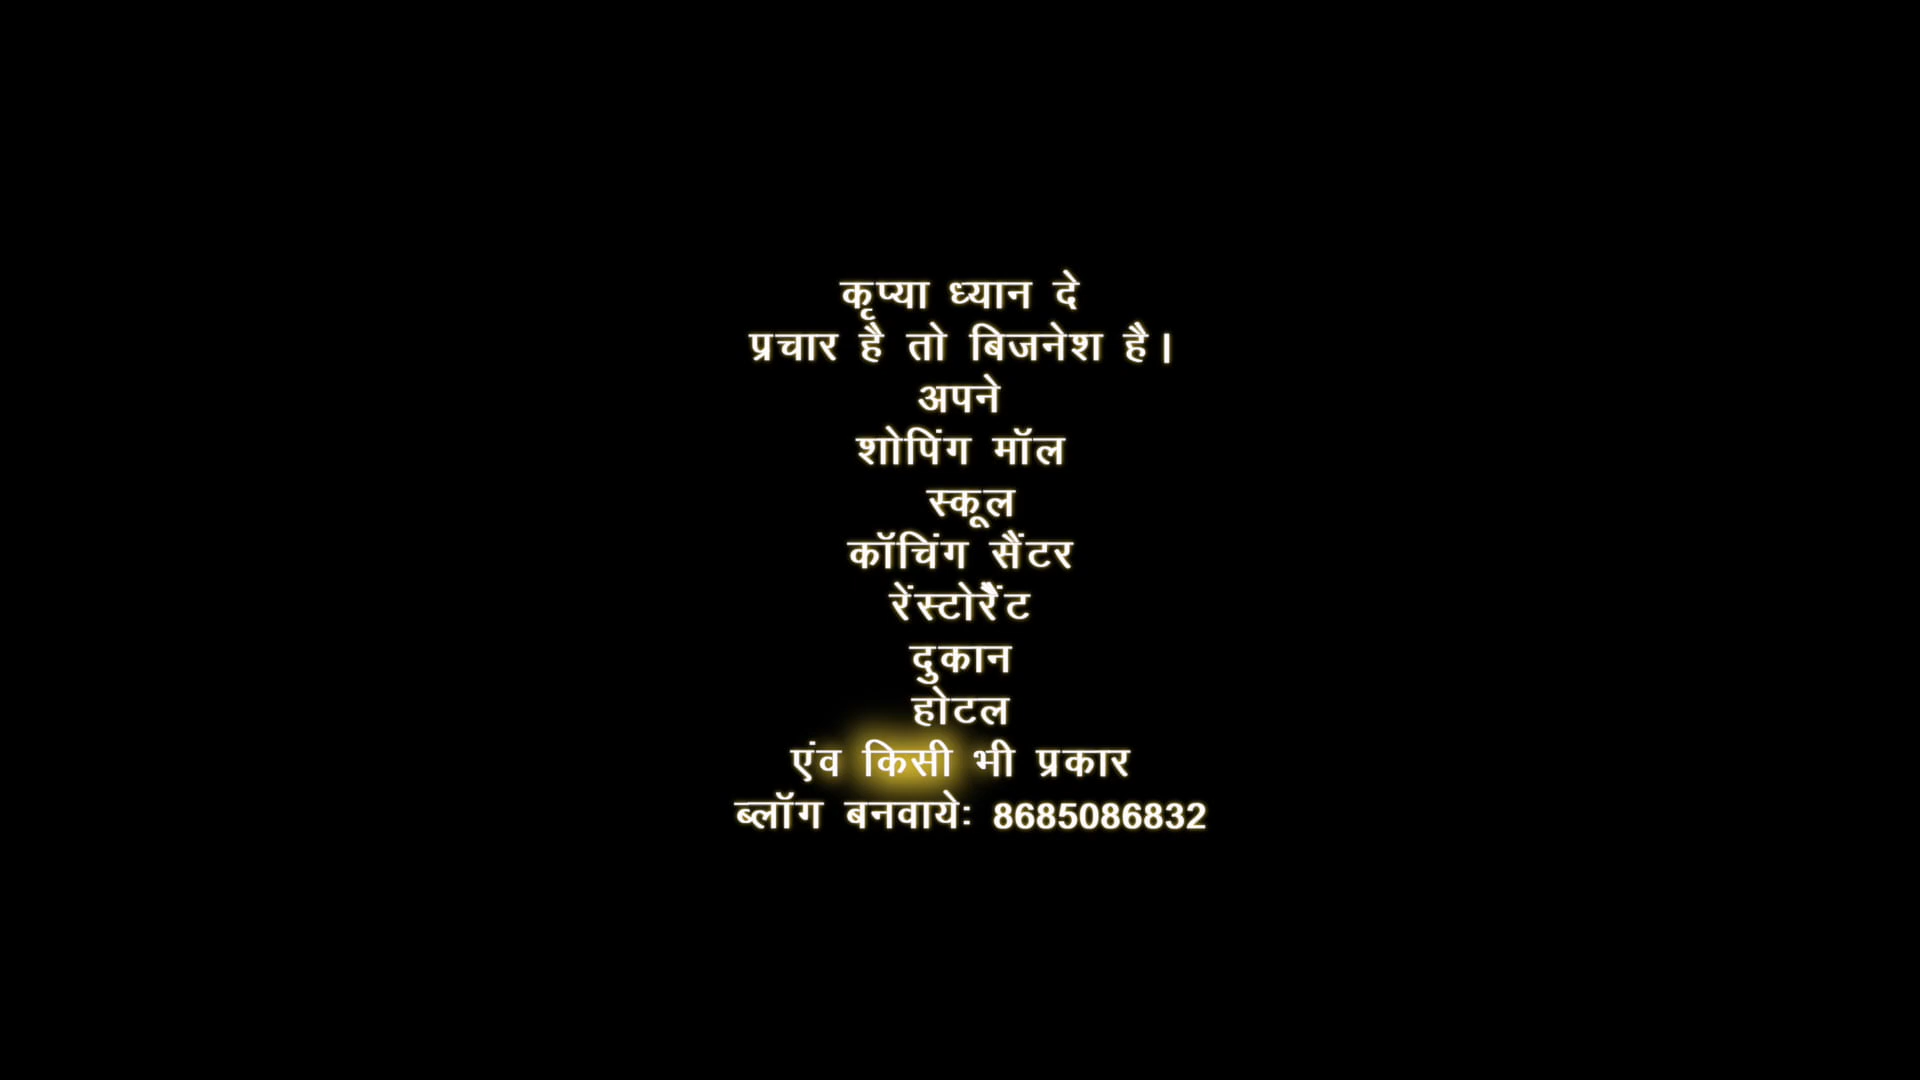 कृप्या ध्यान दे
प्रचार है तो बिजनेश है।
अपने
शोपिंग मॉल
स्कूल
कॉचिंग सैंटर
रेंस्टोरैंट
दुकान
होटल
एंव किसी भी प्रकार
ब्लॉग बनवाये: 8685086832